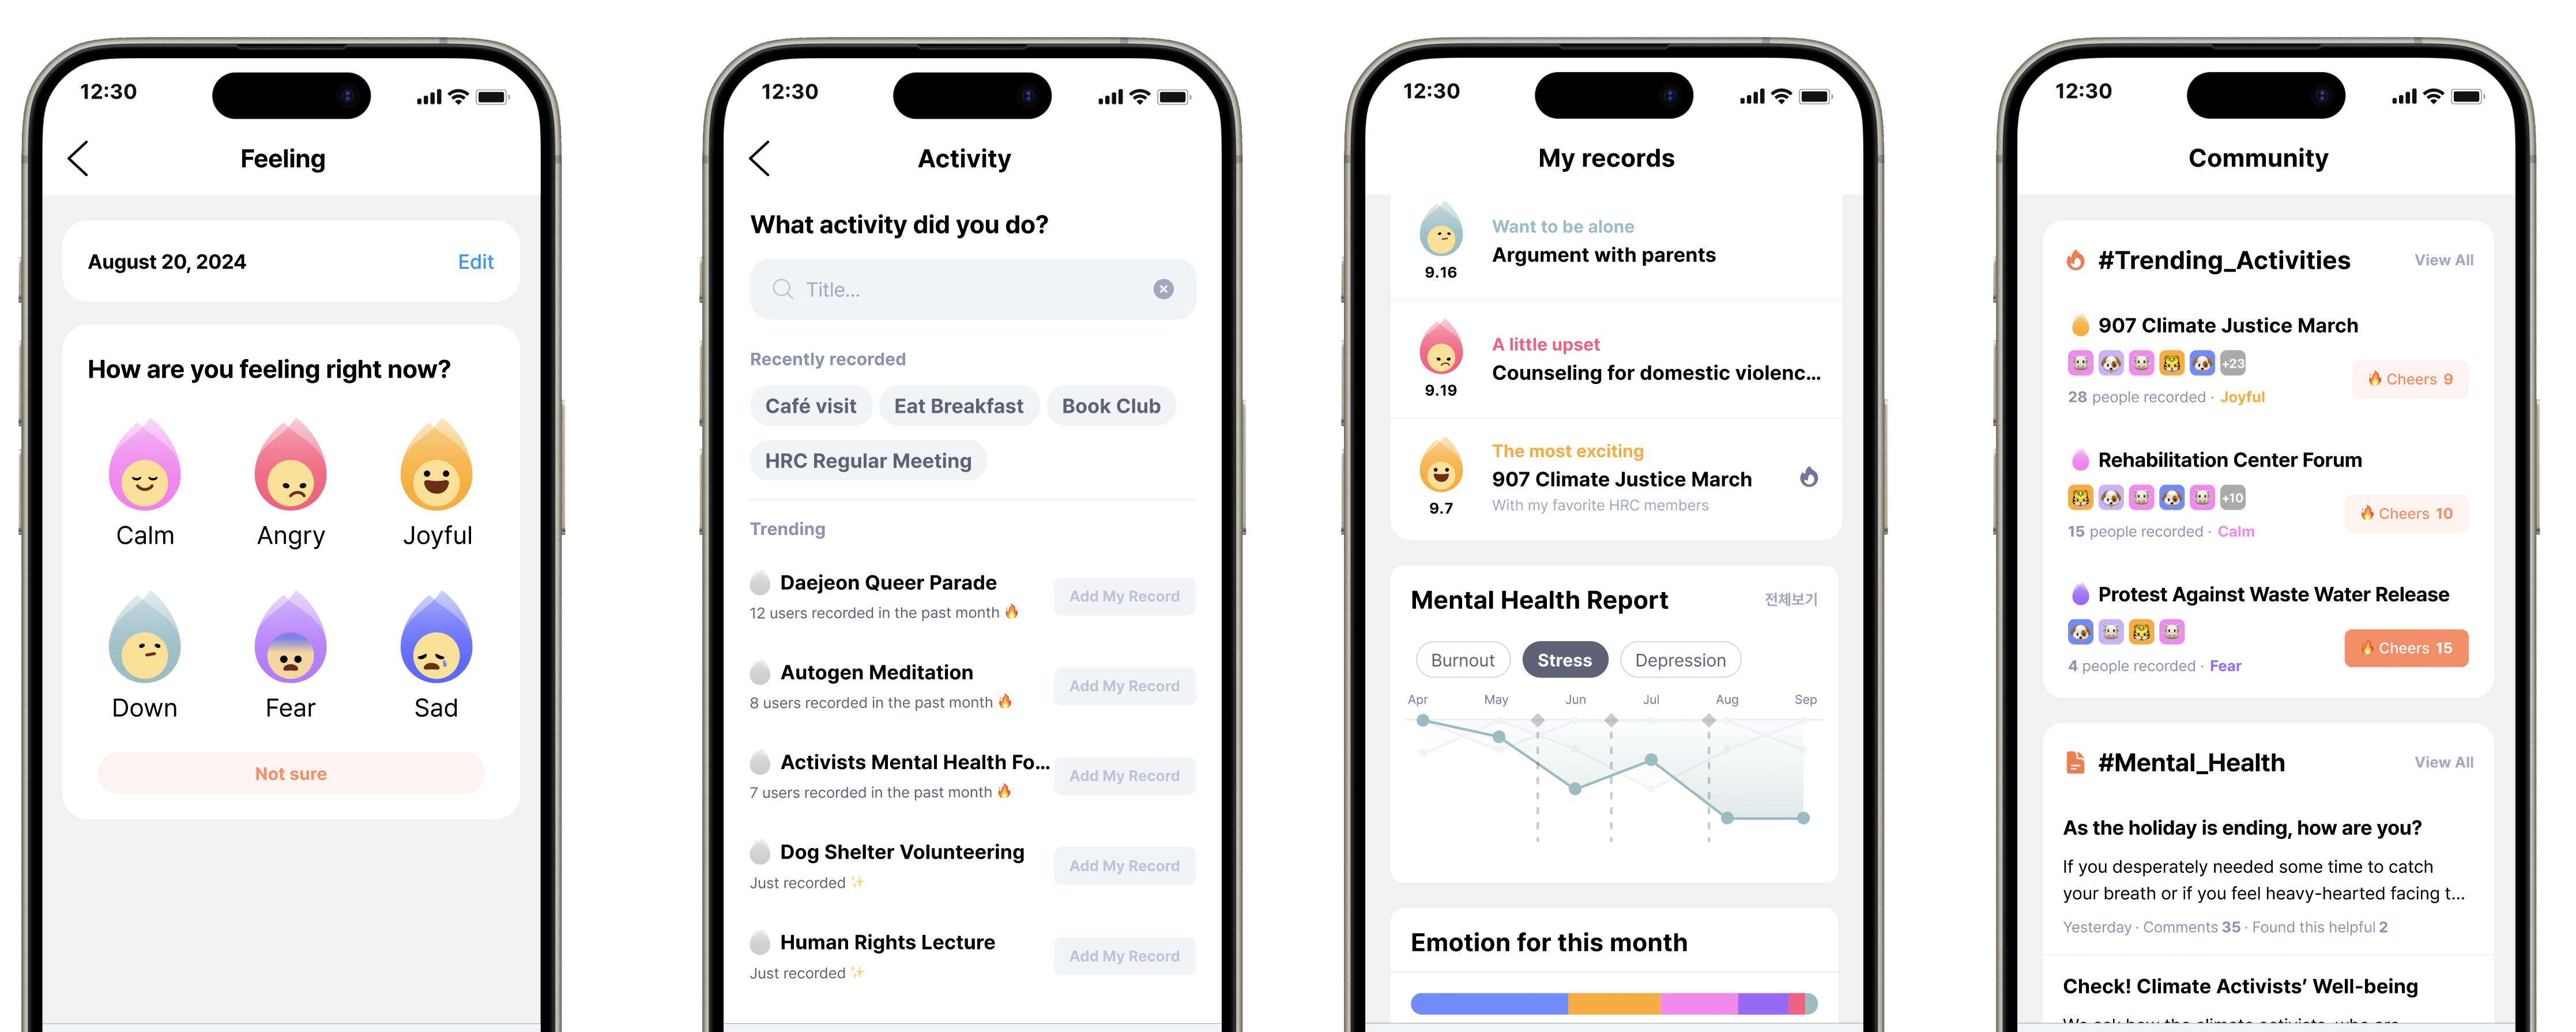 12:30
Feeling
August 20, 2024
Edit
How are you feeling right now?
Calm
Angry
Joyful
Down
Fear
Sad
Not sure
12:30
Activity
What activity did you do?
Title...
Recently recorded
Café visit
Eat Breakfast
Book Club
HRC Regular Meeting
Trending
Daejeon Queer Parade
12 users recorded in the past month 🔥
Add My Record
Autogen Meditation
8 users recorded in the past month 🔥
Add My Record
Activists Mental Health Fo...
7 users recorded in the past month 🔥
Add My Record
Dog Shelter Volunteering
Just recorded ✨
Add My Record
Human Rights Lecture
Just recorded ✨
Add My Record
12:30
My records
Want to be alone
Argument with parents
9.16
A little upset
Counseling for domestic violenc...
9.19
The most exciting
907 Climate Justice March
With my favorite HRC members
9.7
Mental Health Report
전체보기
Burnout
Stress
Depression
Apr
May
Jun
Jul
Aug
Sep
Emotion for this month
12:30
Community
#Trending_Activities
View All
907 Climate Justice March
+23
🔥 Cheers 9
28 people recorded · Joyful
Rehabilitation Center Forum
+10
🔥 Cheers 10
15 people recorded · Calm
Protest Against Waste Water Release
🔥 Cheers 15
4 people recorded · Fear
#Mental_Health
View All
As the holiday is ending, how are you?
If you desperately needed some time to catch
your breath or if you feel heavy-hearted facing t...
Yesterday · Comments 35 · Found this helpful 2
Check! Climate Activists’ Well-being